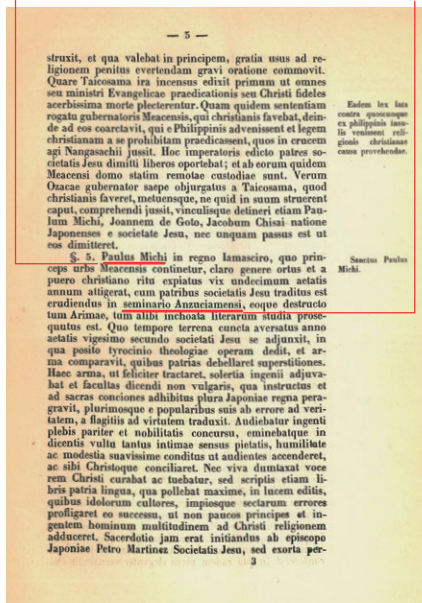 — 5 —
struxit, et qua valebat in principem, gratia usus ad re-
ligionem penitus evertendam gravi oratione commovit.
Quare Taicosama ira incensus edixit primum ut omnes
seu ministri Evangelicae praedicationis seu Christi fideles
acerbissima morte plecterentur. Quam quidem sententiam
rogatu gubernatoris Meacensis, qui christianis favebat, dein-
de ad eos coarctavit, qui e Philippinis advenissent et legem
christianam a se prohibitam praedicassent, quos in crucem
agi Nangasachii jussit. Hoc imperatoris edicto patres so-
cietatis Jesu dimitti liberos oportebat; et ab eorum quidem
Meacensi domo statim remotae custodiae sunt. Verum
Ozacae gubernator saepe objurgatus a Taicosama, quod
christianis faveret, metuensque, ne quid in suum strueret
caput, comprehendi jussit, vinculisque detineri etiam Pau-
lum Michi, Joannem de Goto, Jacobum Chisai natione
Japonenses e societate Jesu, nec unquam passus est ut
eos dimitteret.
Eadem lex lata
contra quoscunque
ex philippinis insu-
lis venissent reli-
gionis christianae
causa provehendae.
§. 5. Paulus Michi in regno Iamasciro, quo prin-
ceps urbs Meacensis continetur, claro genere ortus et a
puero christiano ritu expiatus vix undecimum aetatis
annum attigerat, cum patribus societatis Jesu traditus est
erudiendus in seminario Anzuciamensi, eoque destructo
tum Arimae, tum alibi inchoata literarum studia prose-
quutus est. Quo tempore terrena cuncta aversatus anno
aetatis vigesimo secundo societati Jesu se adjunxit, in
qua posito tyrocinio theologiae operam dedit, et ar-
ma comparavit, quibus patrias debellaret superstitiones.
Haec arma, ut feliciter tractaret, solertia ingenii adjuva-
bat et facultas dicendi non vulgaris, qua instructus et
ad sacras conciones adhibitus plura Japoniae regna pera-
gravit, plurimosque e popularibus suis ab errore ad veri-
tatem, a flagitiis ad virtutem traduxit. Audiebatur ingenti
plebis pariter et nobilitatis concursu, eminebatque in
dicentis vultu tantus intimae sensus pietatis, humilitate
ac modestia suavissime conditus ut audientes accenderet,
ac sibi Christoque conciliaret. Nec viva dumtaxat voce
rem Christi curabat ac tuebatur, sed scriptis etiam li-
bris patria lingua, qua pollebat maxime, in lucem editis,
quibus idolorum cultores, impiosque sectarum errores
profligaret eo successu, ut non paucos principes et in-
gentem hominum multitudinem ad Christi religionem
adduceret. Sacerdotio jam erat initiandus ab episcopo
Japoniae Petro Martinez Societatis Jesu, sed exorta per-
Sanctus Paulus
Michi.
3